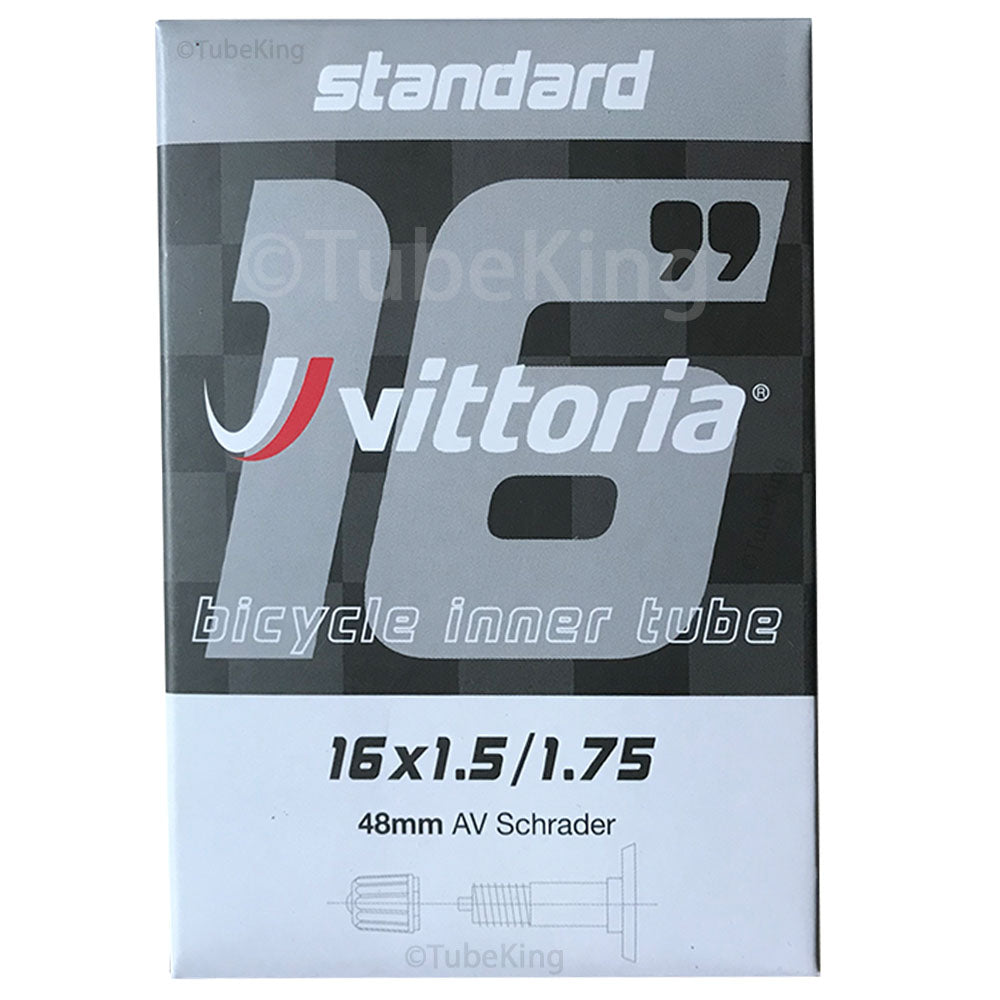 ©TubeKing
standard
16”
©TubeKing
vittoria®
©TubeKing
bicycle inner tube
16x1.5/1.75
48mm AV Schrader
©TubeKing